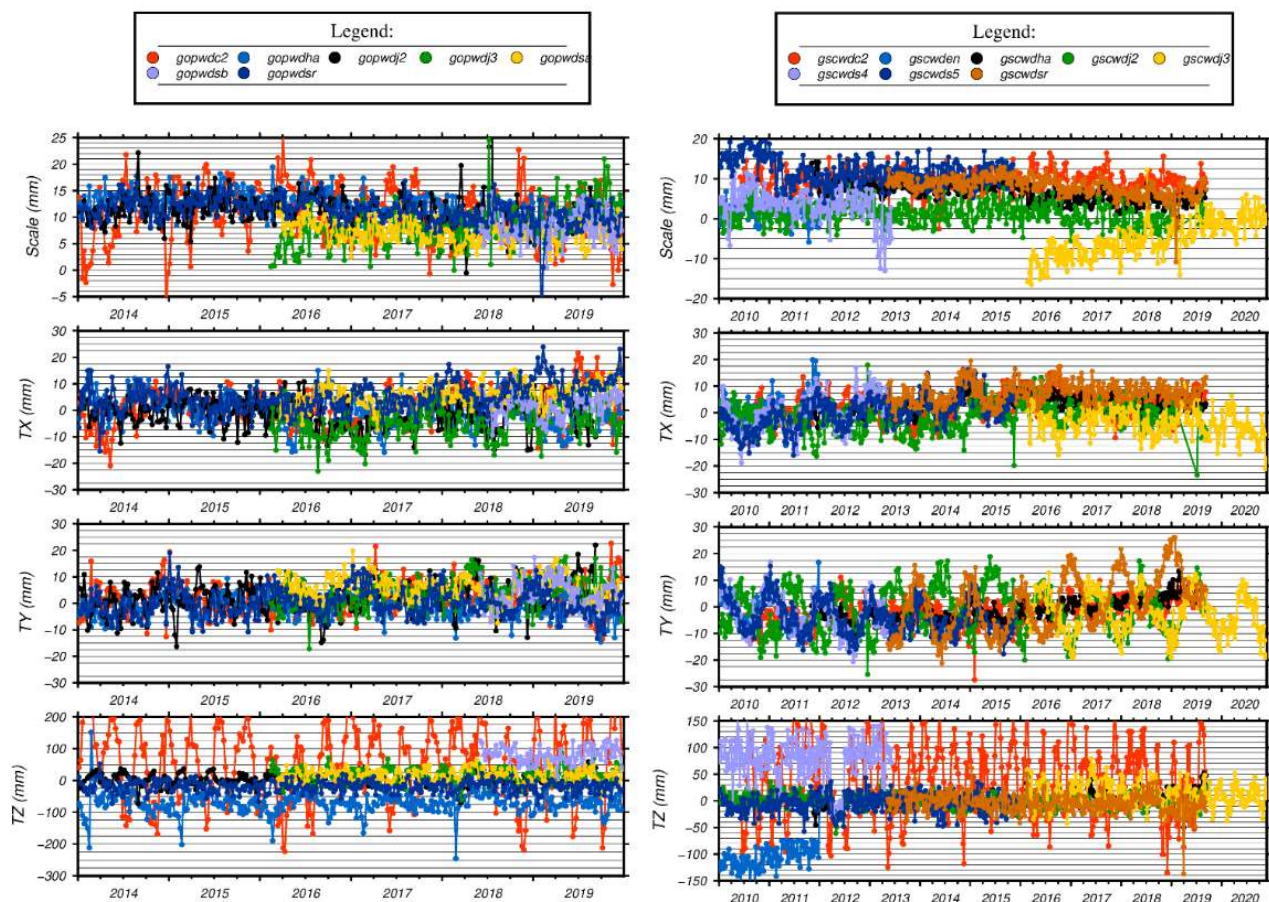 Legend:
gopwdc2 gopwdha gopwdj2 gopwdj3 gopwdsa
gopwdsb gopwdsr
Scale (mm)
25
20
15
10
5
0
−5
2014 2015 2016 2017 2018 2019
TX (mm)
30
20
10
0
−10
−20
−30
2014 2015 2016 2017 2018 2019
TY (mm)
30
20
10
0
−10
−20
−30
2014 2015 2016 2017 2018 2019
TZ (mm)
200
100
0
−100
−200
−300
2014 2015 2016 2017 2018 2019
Legend:
gscwdc2 gscwden gscwdha gscwdj2 gscwdj3
gscwds4 gscwds5 gscwdsr
Scale (mm)
20
10
0
−10
−20
2010 2011 2012 2013 2014 2015 2016 2017 2018 2019 2020
TX (mm)
30
20
10
0
−10
−20
−30
2010 2011 2012 2013 2014 2015 2016 2017 2018 2019 2020
TY (mm)
30
20
10
0
−10
−20
−30
2010 2011 2012 2013 2014 2015 2016 2017 2018 2019 2020
TZ (mm)
150
100
50
0
−50
−100
−150
2010 2011 2012 2013 2014 2015 2016 2017 2018 2019 2020